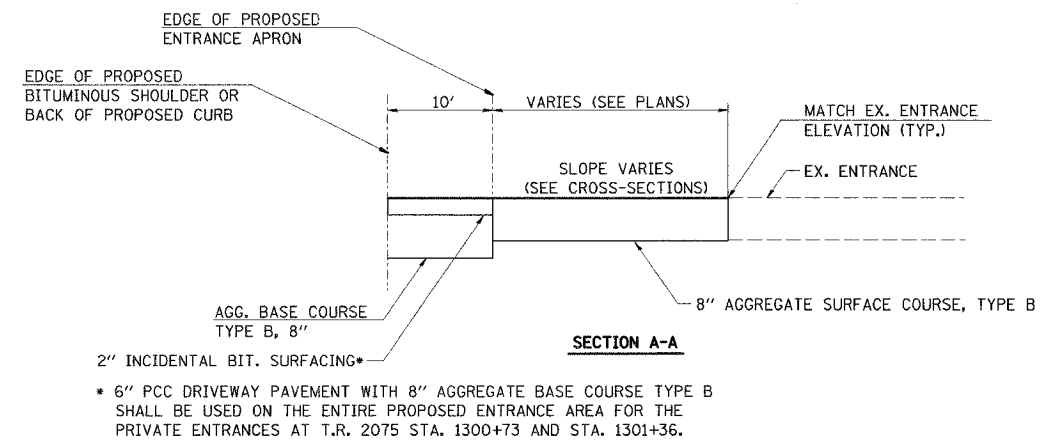 EDGE OF PROPOSED
ENTRANCE APRON
EDGE OF PROPOSED
BITUMINOUS SHOULDER OR
BACK OF PROPOSED CURB
10'
VARIES (SEE PLANS)
MATCH EX. ENTRANCE
ELEVATION (TYP.)
SLOPE VARIES
(SEE CROSS-SECTIONS)
EX. ENTRANCE
AGG. BASE COURSE
TYPE B, 8"
8" AGGREGATE SURFACE COURSE, TYPE B
SECTION A-A
2" INCIDENTAL BIT. SURFACING*
* 6" PCC DRIVEWAY PAVEMENT WITH 8" AGGREGATE BASE COURSE TYPE B
SHALL BE USED ON THE ENTIRE PROPOSED ENTRANCE AREA FOR THE
PRIVATE ENTRANCES AT T.R. 2075 STA. 1300+73 AND STA. 1301+36.